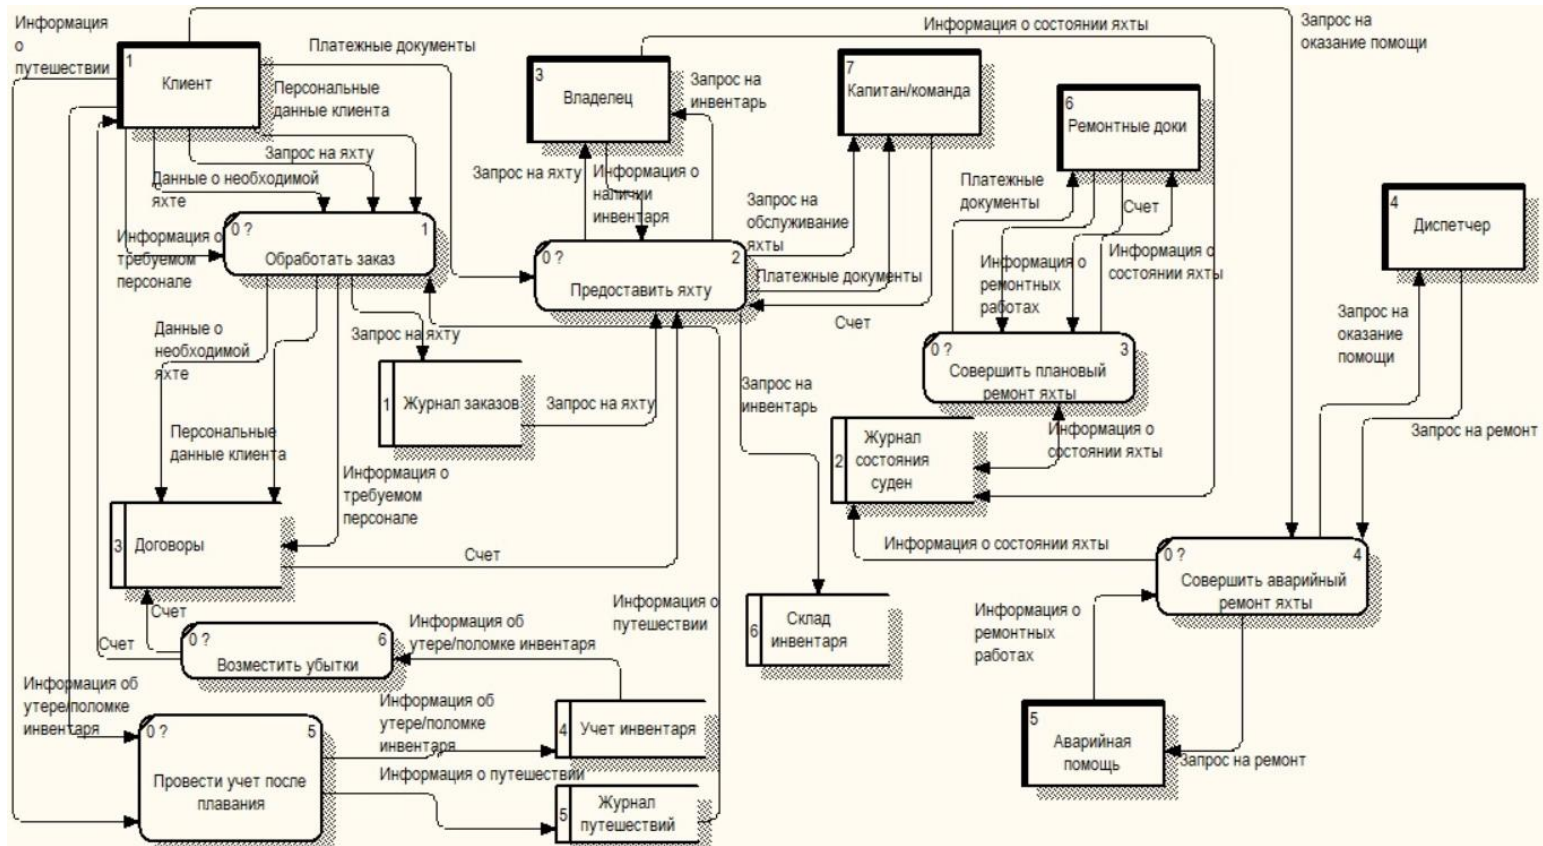 Информация
о
путешествии
Информация о состоянии яхты
Запрос на
оказание помощи
Платежные документы
1
Клиент
3
Владелец
Запрос на
инвентарь
7
Капитан/команда
6
Ремонтные доки
Персональные
данные клиента
Запрос на яхту
Данные о необходимой
яхте
Запрос на яхту
Информация о
наличии
инвентаря
Запрос на
обслуживание
яхты
Платежные
документы
Счет
4
Диспетчер
Информация о
требуемом
персонале
0 ?
1
Обработать заказ
0 ?
2
Предоставить яхту
Платежные документы
Счет
Информация о
ремонтных
работах
Информация о
состоянии яхты
Запрос на
оказание
помощи
Данные о
необходимой
яхте
Запрос на яхту
1
Журнал заказов
Запрос на яхту
Запрос на
инвентарь
0 ?
3
Совершить плановый
ремонт яхты
Запрос на ремонт
Персональные
данные клиента
Информация о
требуемом
персонале
2
Журнал
состояния
суден
Информация о
состоянии яхты
3
Договоры
Счет
Информация о состоянии яхты
0 ?
4
Совершить аварийный
ремонт яхты
Счет
Счет
0 ?
6
Возместить убытки
Информация об
утере/поломке инвентаря
Информация о
путешествии
6
Склад
инвентаря
Информация о
ремонтных
работах
Информация об
утере/поломке
инвентаря
0 ?
5
Провести учет после
плавания
Информация об
утере/поломке
инвентаря
4
Учет инвентаря
Информация о путешествии
5
Журнал
путешествий
5
Аварийная
помощь
Запрос на ремонт